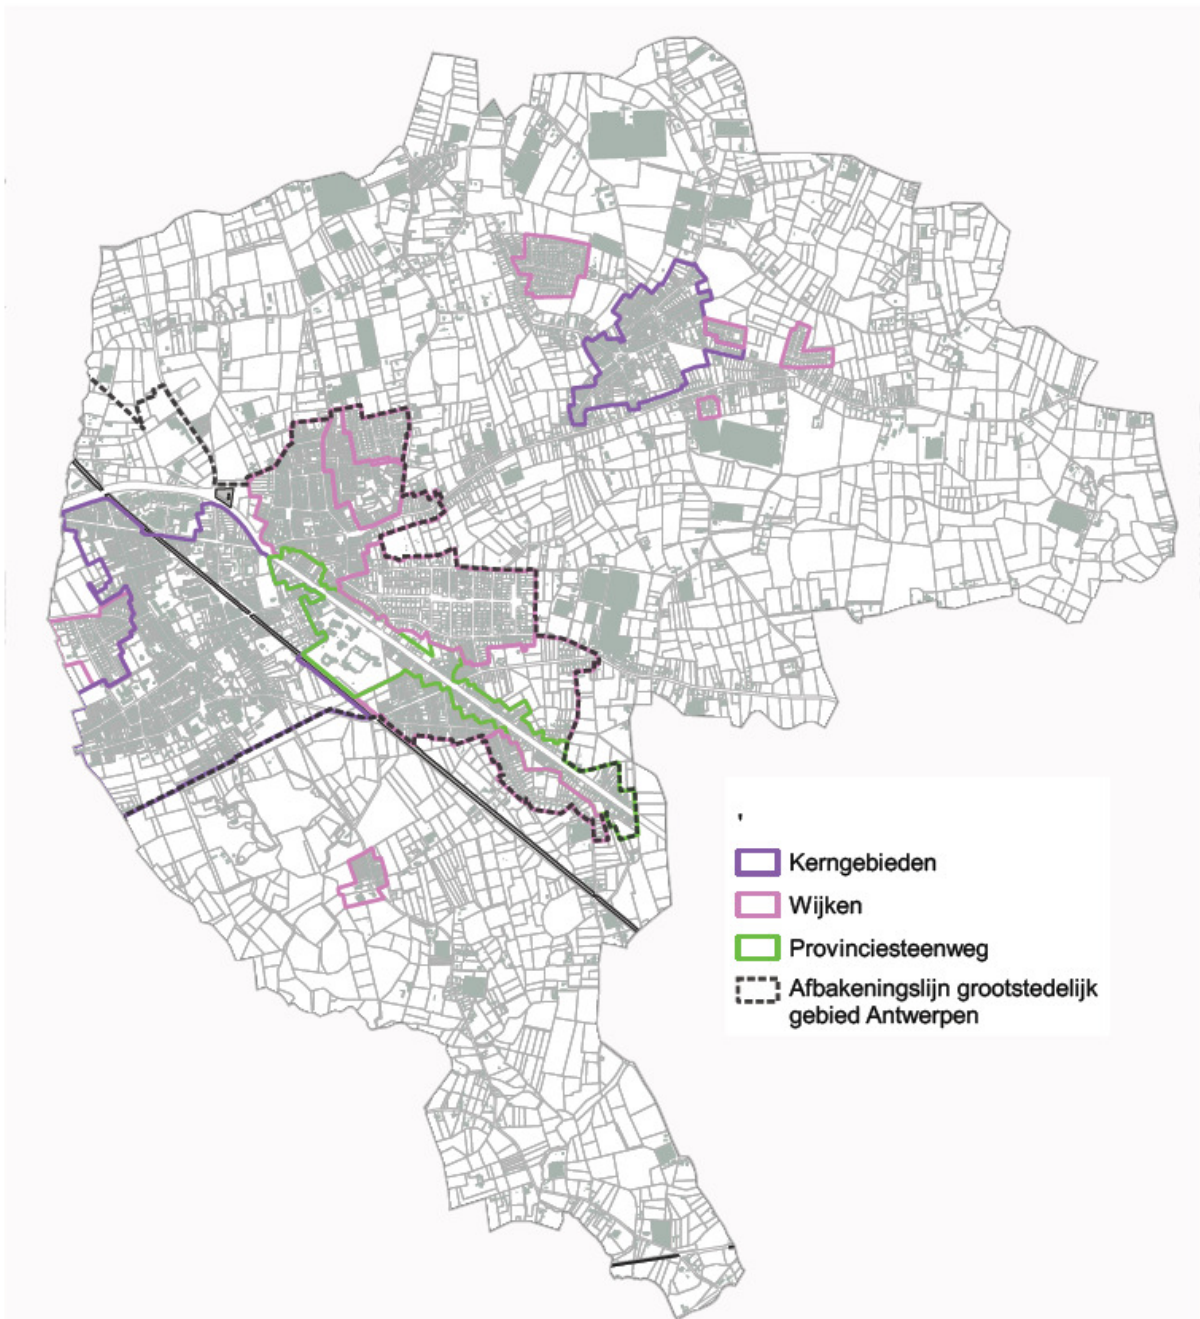 Kerngebieden
Wijken
Provinciesteenweg
Afbakeningslijn grootstedelijk
gebied Antwerpen